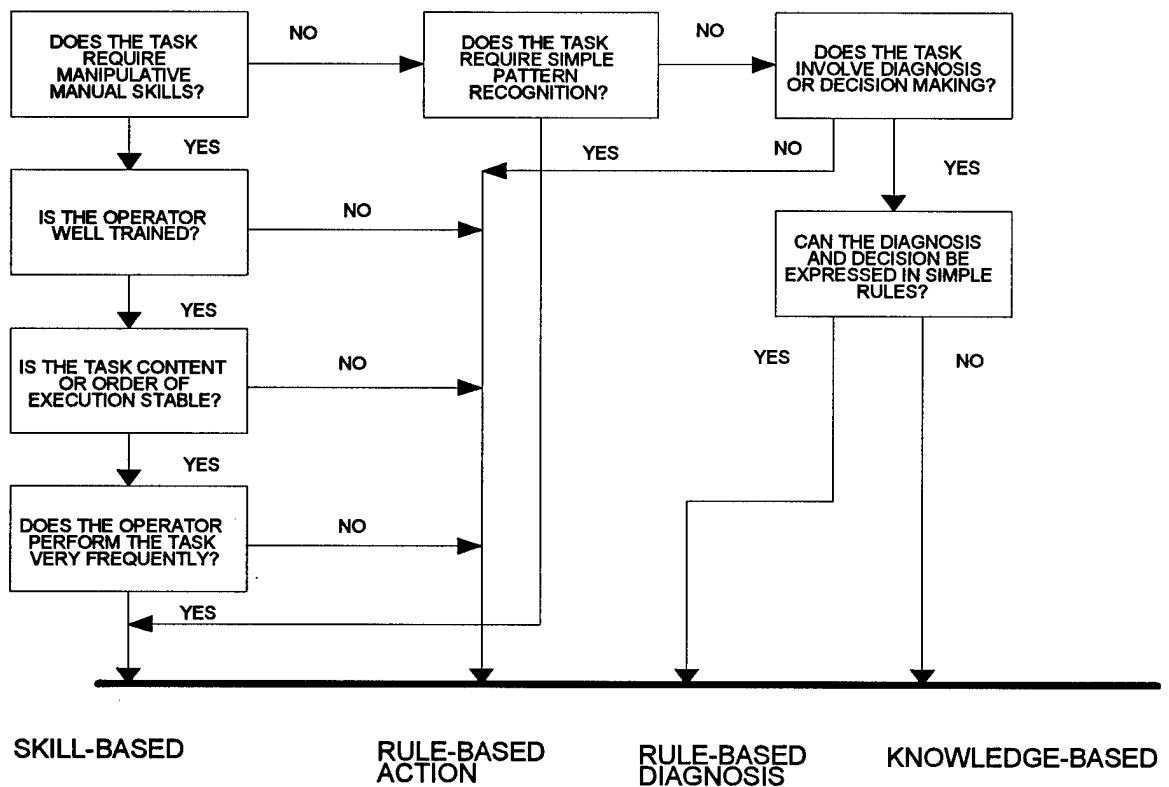 DOES THE TASK
REQUIRE
MANIPULATIVE
MANUAL SKILLS?
NO
DOES THE TASK
REQUIRE SIMPLE
PATTERN
RECOGNITION?
NO
DOES THE TASK
INVOLVE DIAGNOSIS
OR DECISION MAKING?
YES
YES
NO
YES
IS THE OPERATOR
WELL TRAINED?
NO
CAN THE DIAGNOSIS
AND DECISION BE
EXPRESSED IN SIMPLE
RULES?
YES
IS THE TASK CONTENT
OR ORDER OF
EXECUTION STABLE?
NO
YES
NO
YES
DOES THE OPERATOR
PERFORM THE TASK
VERY FREQUENTLY?
NO
YES
SKILL-BASED
RULE-BASED
ACTION
RULE-BASED
DIAGNOSIS
KNOWLEDGE-BASED